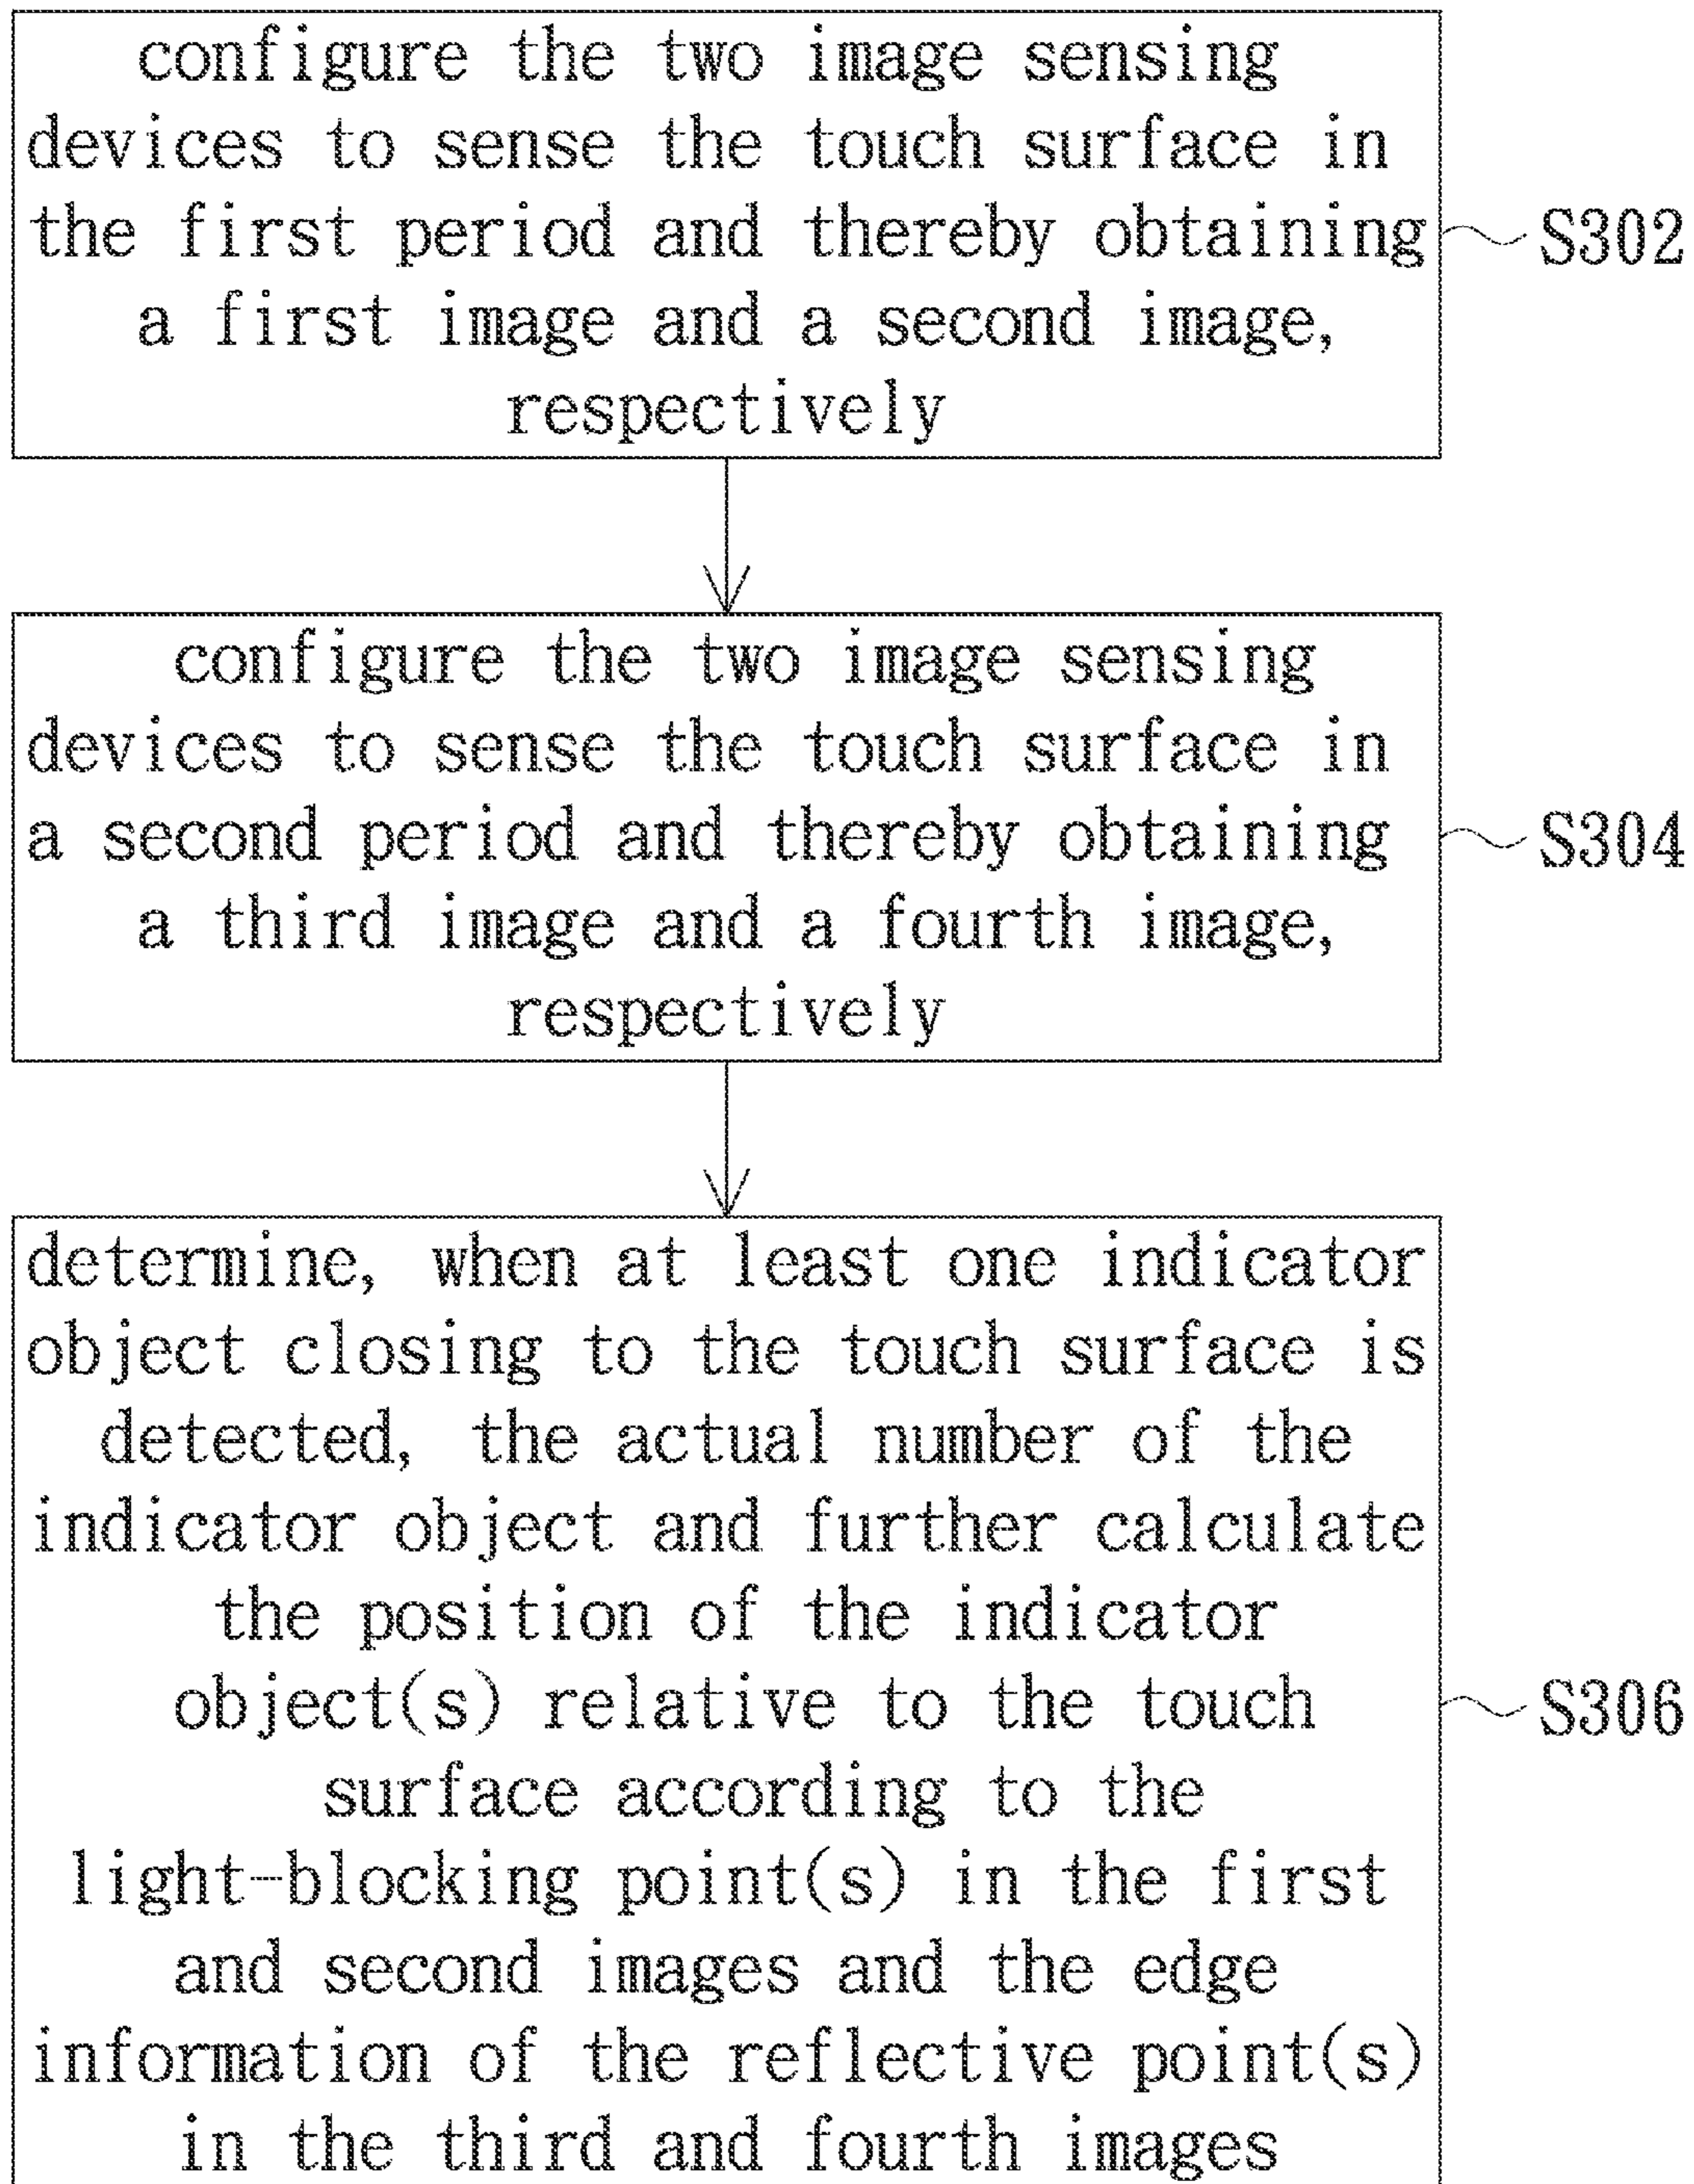 configure the two image sensing
devices to sense the touch surface in
the first period and thereby obtaining
a first image and a second image,
respectively
S302
configure the two image sensing
devices to sense the touch surface in
a second period and thereby obtaining
a third image and a fourth image,
respectively
S304
determine, when at least one indicator
object closing to the touch surface is
detected, the actual number of the
indicator object and further calculate
the position of the indicator
object(s) relative to the touch
surface according to the
light-blocking point(s) in the first
and second images and the edge
information of the reflective point(s)
in the third and fourth images
S306